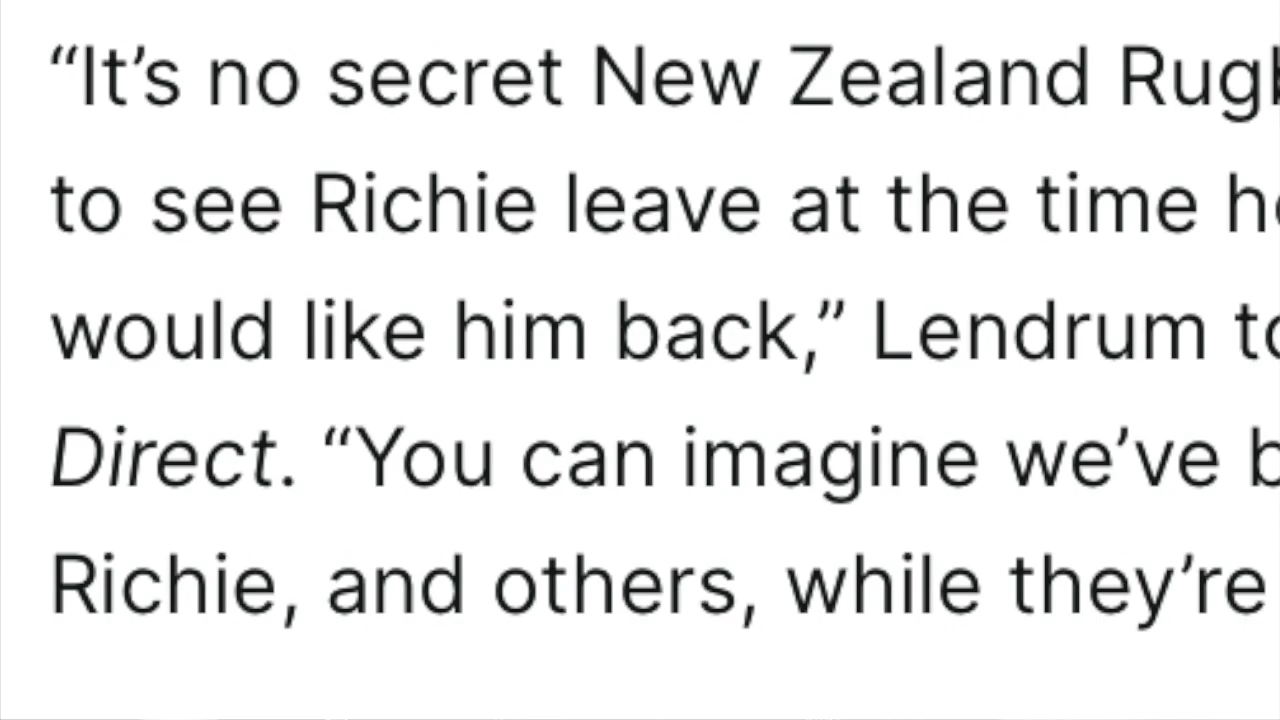 “It’s no secret New Zealand
to see Richie leave at the time
would like him back,” Lendrum
Direct. “You can imagine we’ve
Richie, and others, while they’re